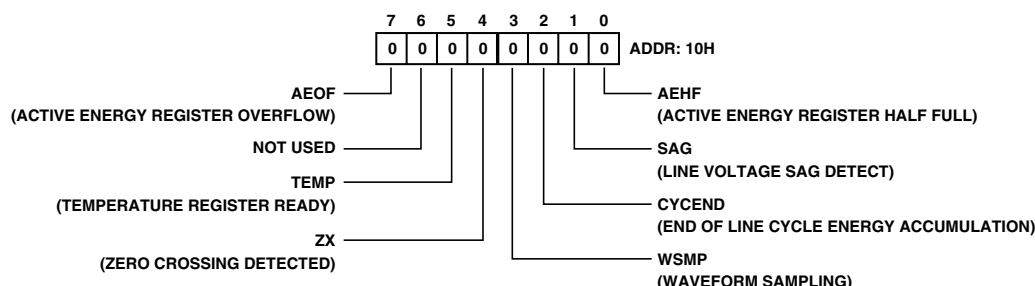 7 6 5 4 3 2 1 0
0 0 0 0 0 0 0 0 ADDR: 10H
AEOF
(ACTIVE ENERGY REGISTER OVERFLOW)
NOT USED
TEMP
(TEMPERATURE REGISTER READY)
ZX
(ZERO CROSSING DETECTED)
AEHF
(ACTIVE ENERGY REGISTER HALF FULL)
SAG
(LINE VOLTAGE SAG DETECT)
CYCEND
(END OF LINE CYCLE ENERGY ACCUMULATION)
WSMP
(WAVEFORM SAMPLING)